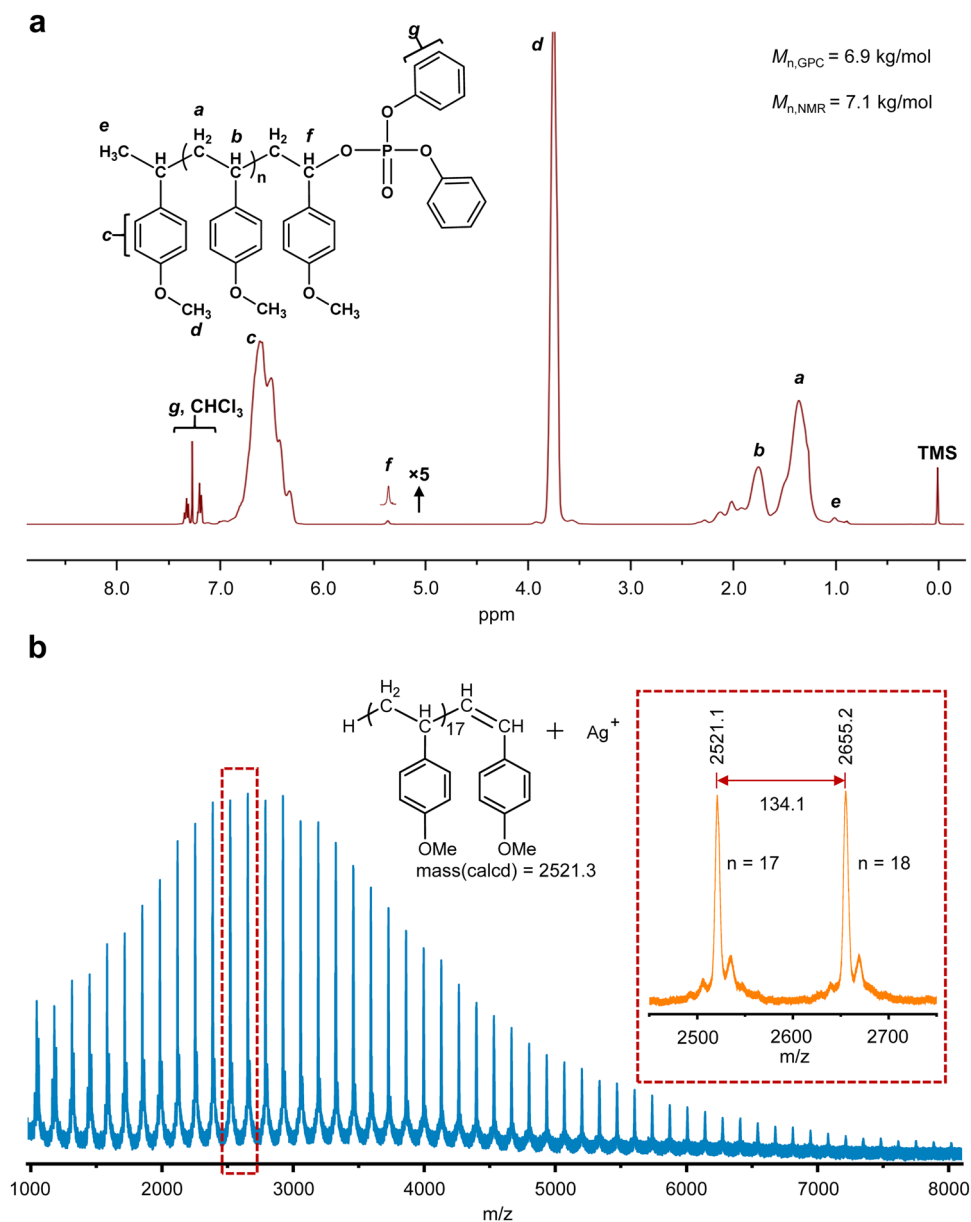 a
g
M n,GPC = 6.9 kg/mol
M n,NMR = 7.1 kg/mol
e a b f
H3C H H2 H H2 H O P O
C C C C C O
n
O
c
O CH3 O CH3 O CH3
d
d
c
g, CHCl3
f ×5
b
a
e
TMS
8.0 7.0 6.0 5.0 4.0 3.0 2.0 1.0 0.0
ppm
b
H H2C C H 17 C H C H + Ag+
OMe OMe
mass(calcd) = 2521.3
2521.1 2655.2
134.1
n = 17 n = 18
2500 2600 2700
m/z
1000 2000 3000 4000 5000 6000 7000 8000
m/z